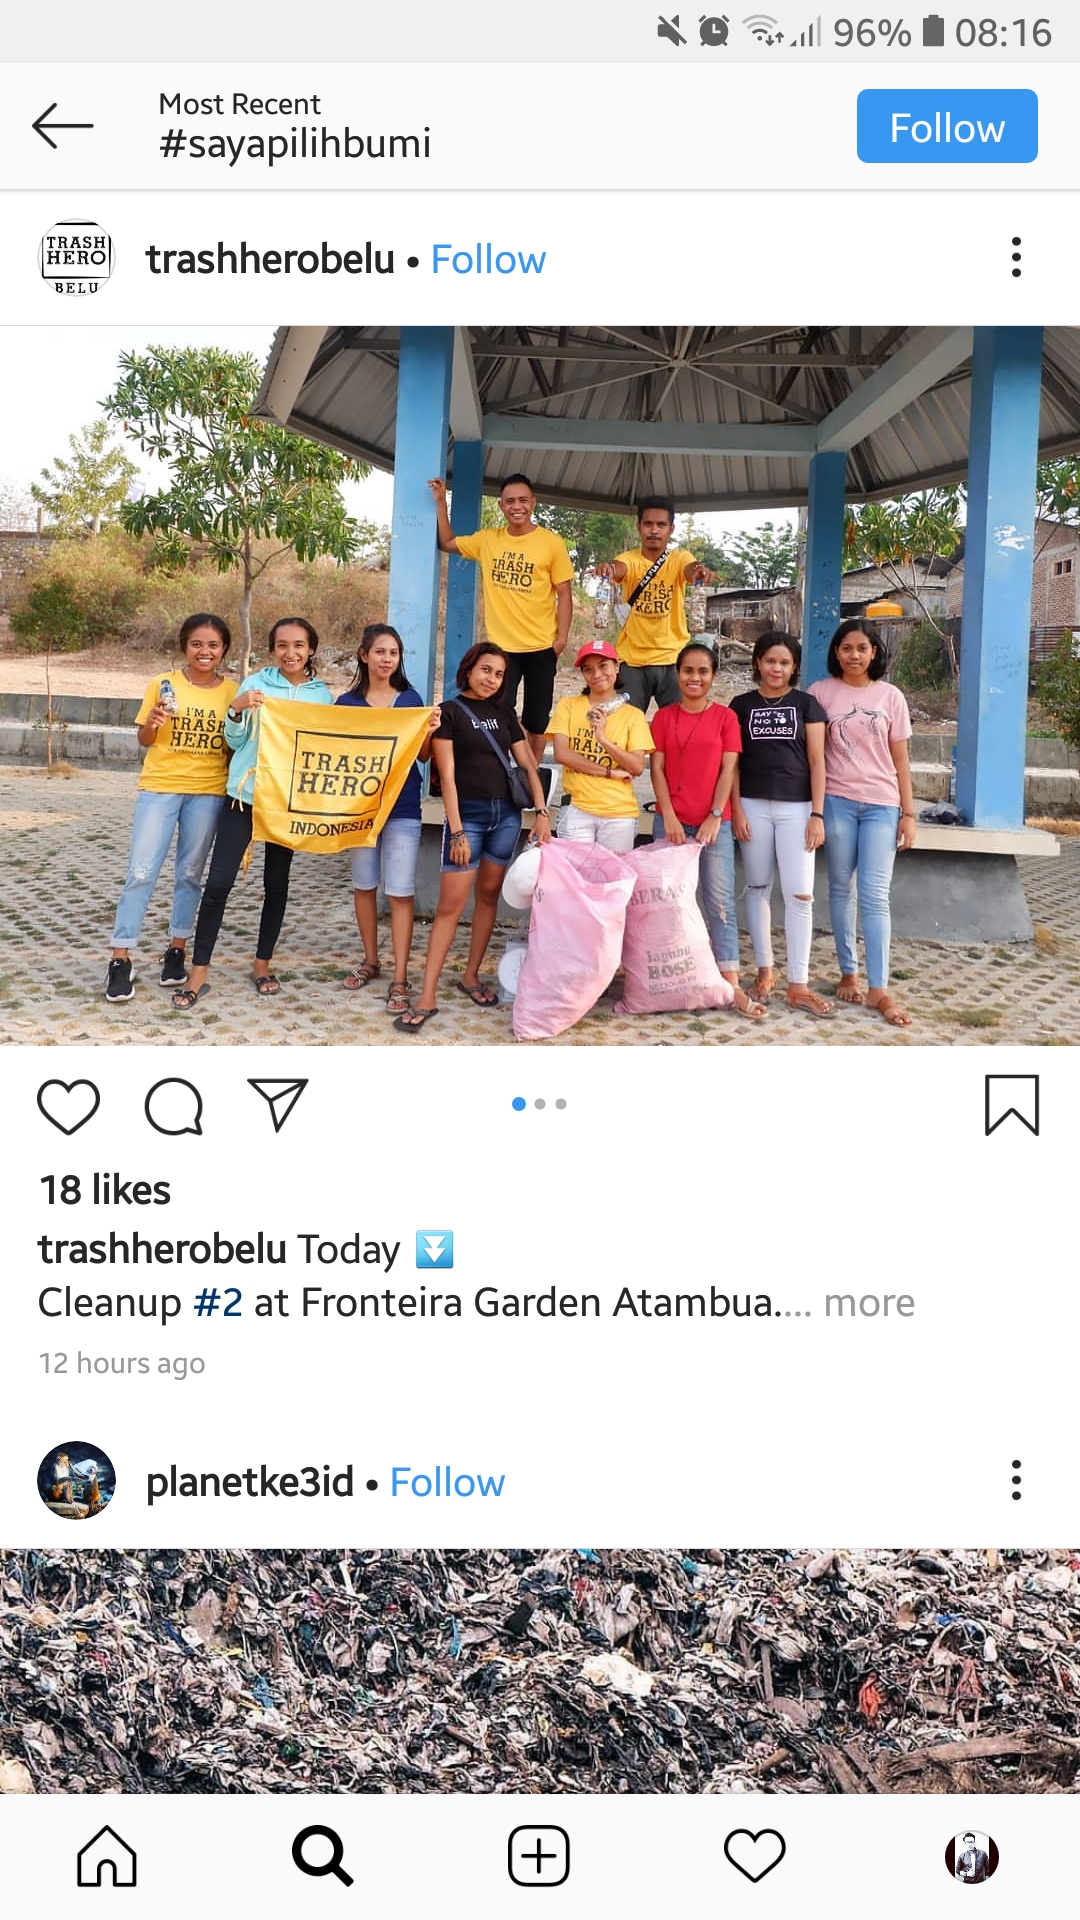 96% 08:16
Most Recent
#sayapilihbumi
Follow
TRASH
HERO
BELU
trashherobelu • Follow
I'M A
TRASH
HERO
HERO
I'M A
TRASH
HERO
TRASH
HERO
INDONESIA
belif
I'M
TRASH
SAY
NO TO
EXCUSES
BERAS
Jagung
BOSE
18 likes
trashherobelu Today ⏬
Cleanup #2 at Fronteira Garden Atambua.... more
12 hours ago
planetke3id • Follow